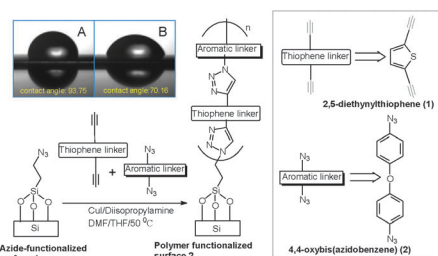 A
B
contact angle: 93.75
contact angle:70.16
n
Aromatic linker
N
N
N
Thiophene linker
N
N
N
Si
O
O
O
Si
Polymer functionalized
surface 2
N3
Si
O
O
O
Si
Azide-functionalized
Thiophene linker
+
N3
Aromatic linker
N3
CuI/Diisopropylamine
DMF/THF/50 °C
Thiophene linker
S
2,5-diethynylthiophene (1)
N3
Aromatic linker
N3
N3
O
N3
4,4-oxybis(azidobenzene) (2)